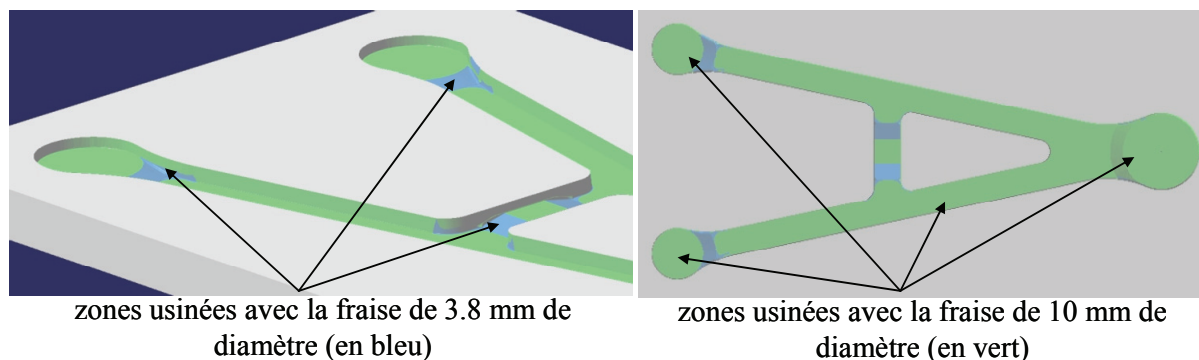 zones usinées avec la fraise de 3.8 mm de
diamètre (en bleu)
zones usinées avec la fraise de 10 mm de
diamètre (en vert)